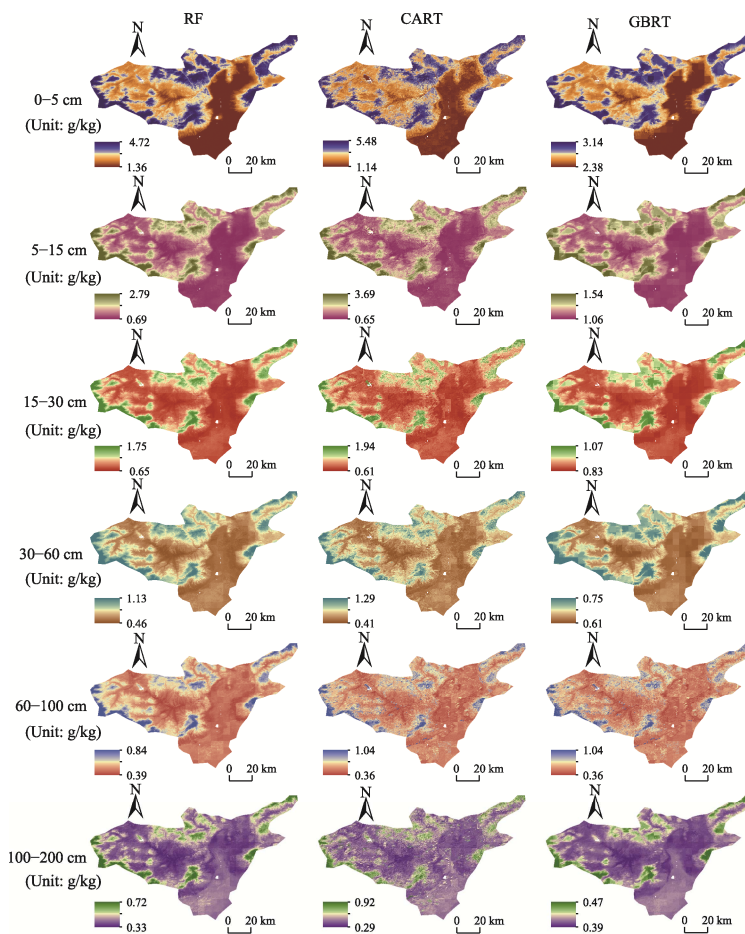 RF CART GBRT
N N N
0−5 cm
(Unit: g/kg)
4.72 5.48 3.14
1.36 1.14 2.38
0 20 km 0 20 km 0 20 km
N N N
5−15 cm
(Unit: g/kg)
2.79 3.69 1.54
0.69 0.65 1.06
0 20 km 0 20 km 0 20 km
N N N
15−30 cm
(Unit: g/kg)
1.75 1.94 1.07
0.65 0.61 0.83
0 20 km 0 20 km 0 20 km
N N N
30−60 cm
(Unit: g/kg)
1.13 1.29 0.75
0.46 0.41 0.61
0 20 km 0 20 km 0 20 km
N N N
60−100 cm
(Unit: g/kg)
0.84 1.04 1.04
0.39 0.36 0.36
0 20 km 0 20 km 0 20 km
N N N
100−200 cm
(Unit: g/kg)
0.72 0.92 0.47
0.33 0.29 0.39
0 20 km 0 20 km 0 20 km